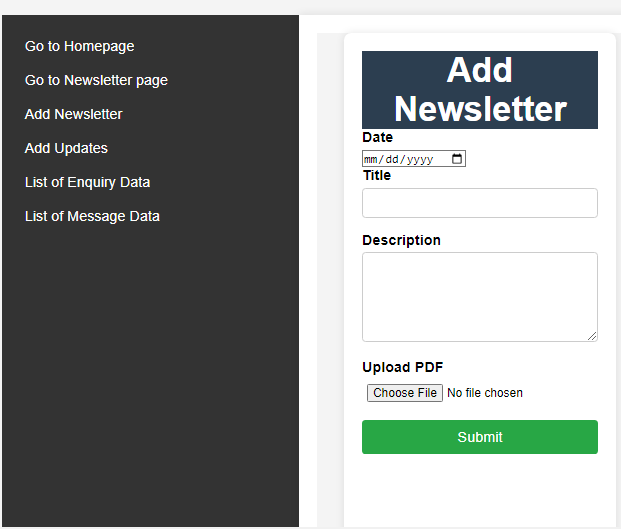 Go to Homepage
Go to Newsletter page
Add Newsletter
Add Updates
List of Enquiry Data
List of Message Data
Add
Newsletter
Date
mm/dd/yyyy
Title
Description
Upload PDF
Choose File No file chosen
Submit